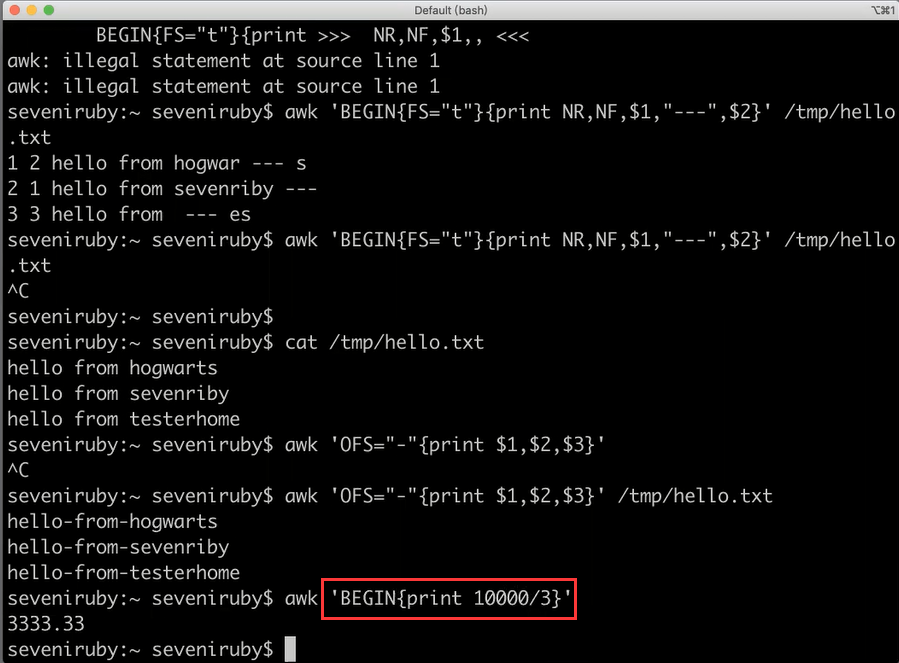 Default (bash)
⌥⌘1
BEGIN{FS="t"}{print >>>  NR,NF,$1,, <<<
awk: illegal statement at source line 1
awk: illegal statement at source line 1
seveniruby:~ seveniruby$ awk 'BEGIN{FS="t"}{print NR,NF,$1,"---",$2}' /tmp/hello
.txt
1 2 hello from hogwar --- s
2 1 hello from sevenriby ---
3 3 hello from  --- es
seveniruby:~ seveniruby$ awk 'BEGIN{FS="t"}{print NR,NF,$1,"---",$2}' /tmp/hello
.txt
^C
seveniruby:~ seveniruby$
seveniruby:~ seveniruby$ cat /tmp/hello.txt
hello from hogwarts
hello from sevenriby
hello from testerhome
seveniruby:~ seveniruby$ awk 'OFS="-"{print $1,$2,$3}'
^C
seveniruby:~ seveniruby$ awk 'OFS="-"{print $1,$2,$3}' /tmp/hello.txt
hello-from-hogwarts
hello-from-sevenriby
hello-from-testerhome
seveniruby:~ seveniruby$ awk 'BEGIN{print 10000/3}'
3333.33
seveniruby:~ seveniruby$